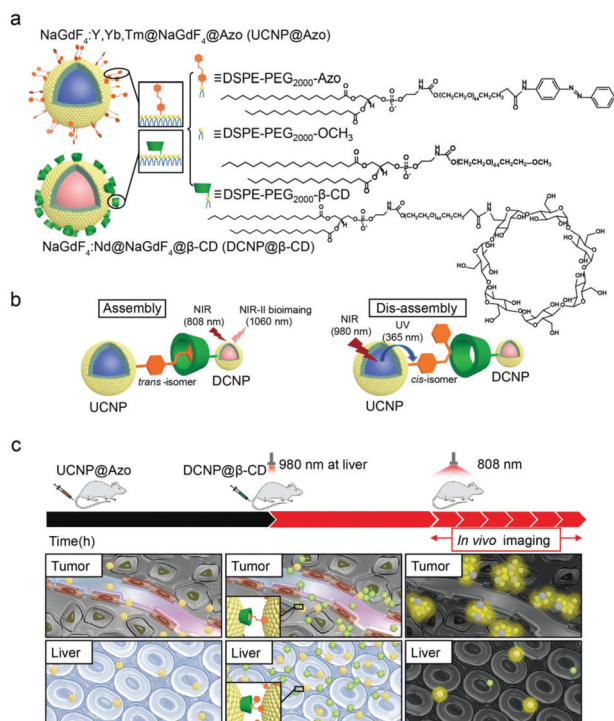 a
NaGdF4:Y,Yb,Tm@NaGdF4@Azo (UCNP@Azo)
≡DSPE-PEG2000-Azo
≡DSPE-PEG2000-OCH3
≡DSPE-PEG2000-β-CD
NaGdF4:Nd@NaGdF4@β-CD (DCNP@β-CD)
b
Assembly
NIR
(808 nm)
NIR-II bioimaing
(1060 nm)
trans-isomer
UCNP
DCNP
Dis-assembly
NIR
(980 nm)
UV
(365 nm)
cis-isomer
UCNP
DCNP
c
UCNP@Azo
DCNP@β-CD
980 nm at liver
808 nm
Time(h)
In vivo imaging
Tumor
Tumor
Tumor
Liver
Liver
Liver